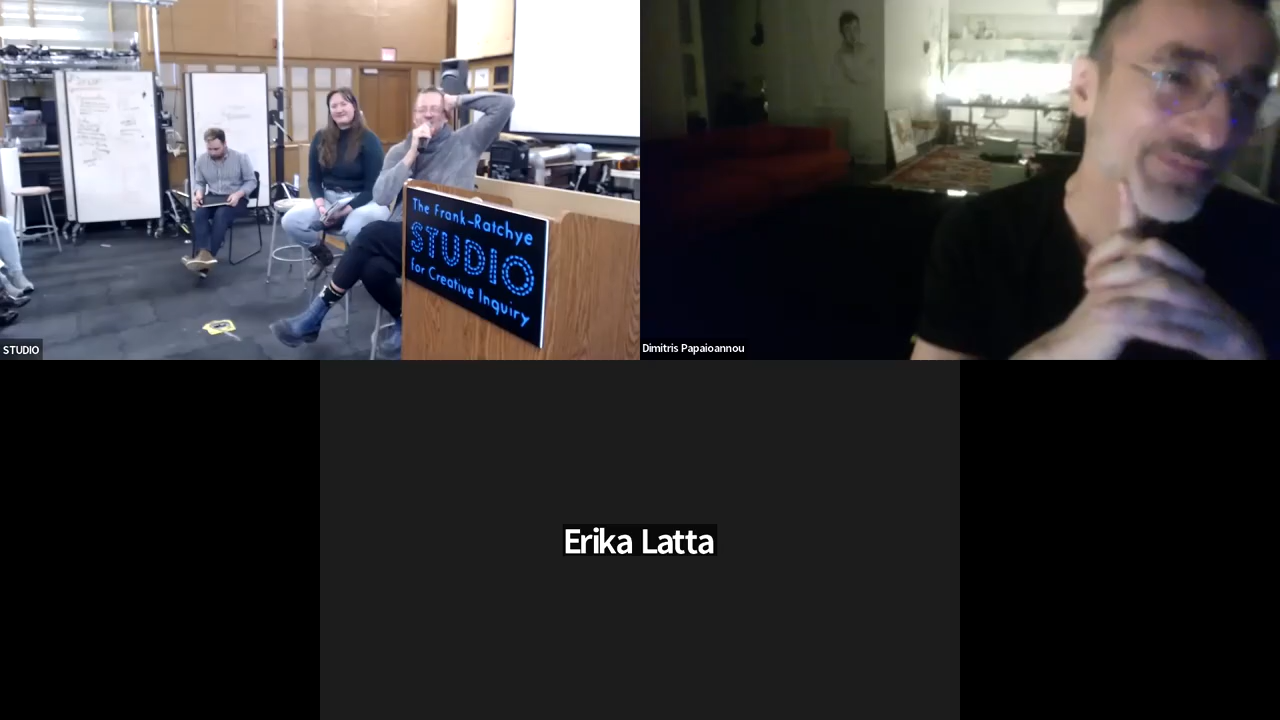 The Frank-Ratchye
STUDIO
for Creative Inquiry
STUDIO
Dimitris Papaioannou
Erika Latta